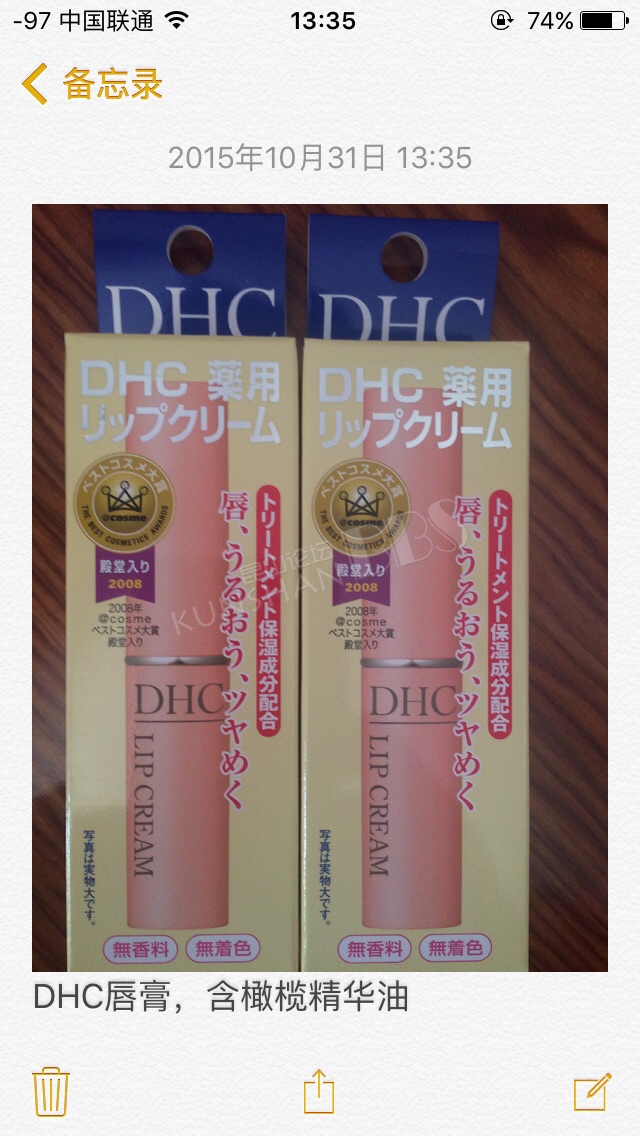 -97 中国联通 13:35 74%
备忘录
2015年10月31日 13:35
DHC
DHC 薬用
リップクリーム
ベストコスメ大賞
@cosme
THE BEST COSMETICS AWARDS
殿堂入り
2008
2008年
@cosme
ベストコスメ大賞
殿堂入り
トリートメント保湿成分配合
唇、うるおう、ツヤめく
DHC
LIP CREAM
写真は実物大です。
無香料 無着色
DHC
DHC 薬用
リップクリーム
ベストコスメ大賞
@cosme
THE BEST COSMETICS AWARDS
殿堂入り
2008
2008年
@cosme
ベストコスメ大賞
殿堂入り
トリートメント保湿成分配合
唇、うるおう、ツヤめく
DHC
LIP CREAM
写真は実物大です。
無香料 無着色
昆山论坛
KUNSHAN BBS
DHC唇膏，含橄榄精华油